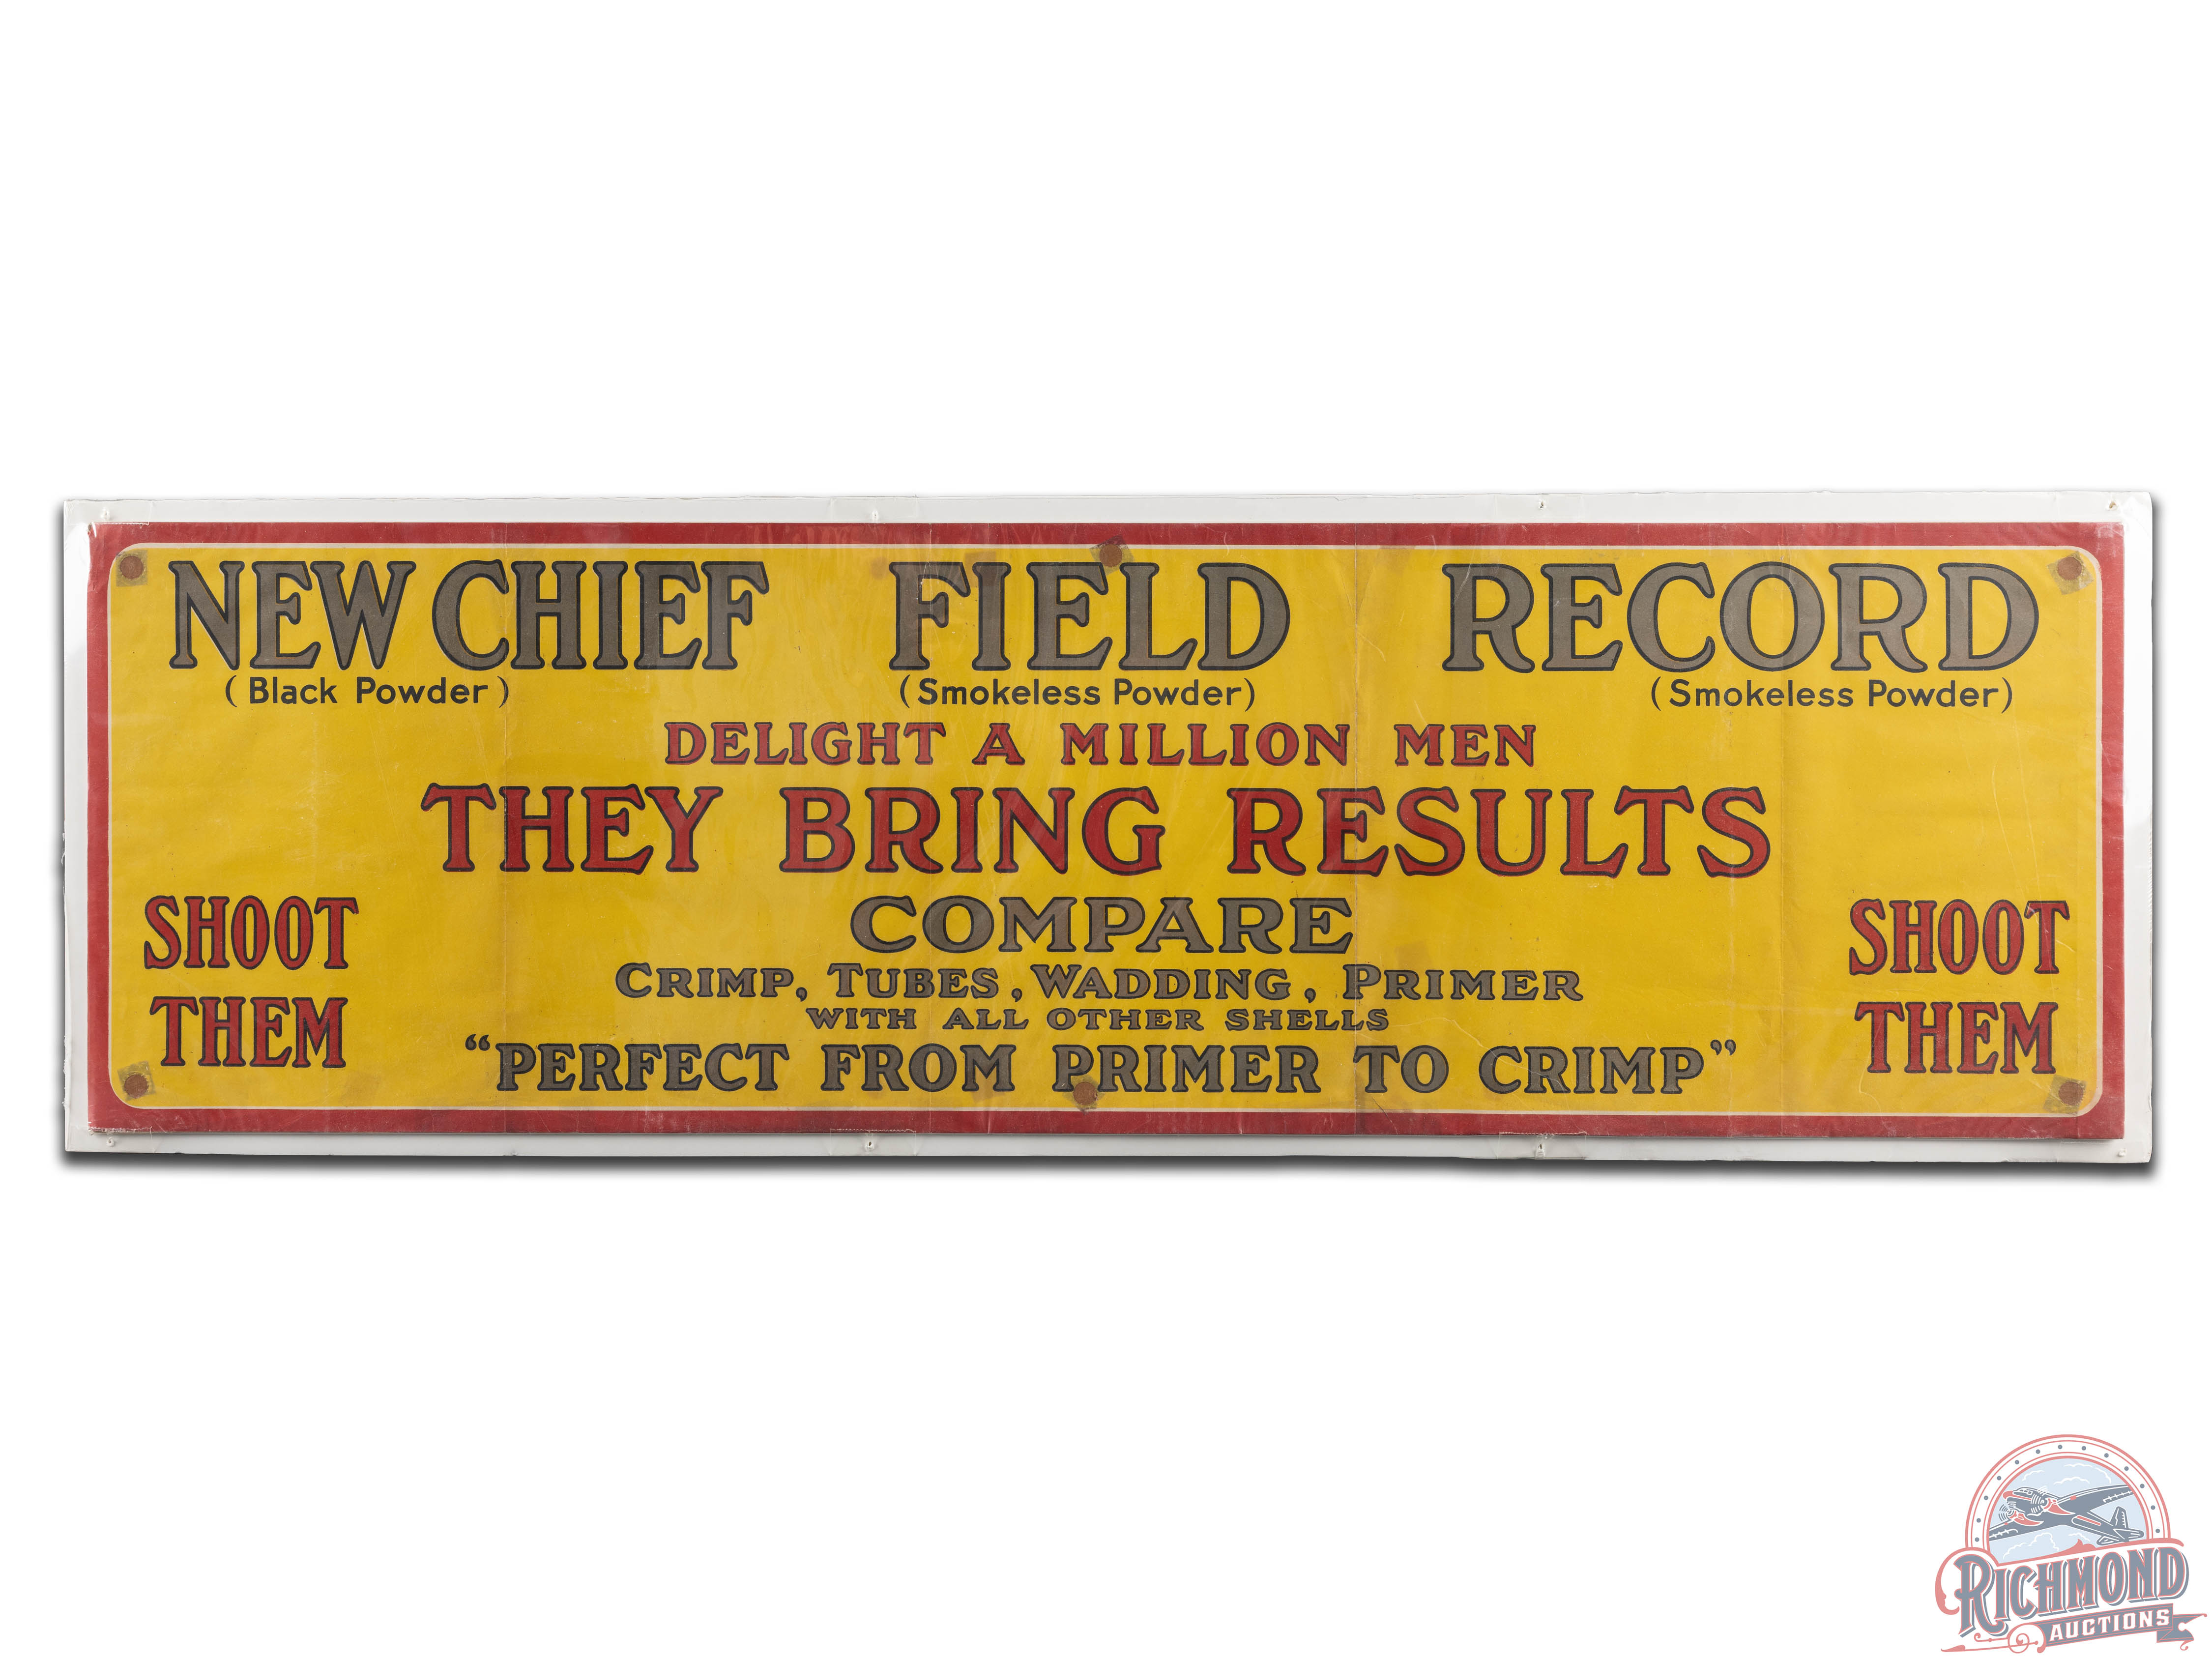 NEW CHIEF FIELD RECORD
(Black Powder) (Smokeless Powder) (Smokeless Powder)
DELIGHT A MILLION MEN
THEY BRING RESULTS
SHOOT THEM
COMPARE
CRIMP, TUBES, WADDING, PRIMER
WITH ALL OTHER SHELLS
"PERFECT FROM PRIMER TO CRIMP"
SHOOT THEM
RICHMOND
AUCTIONS